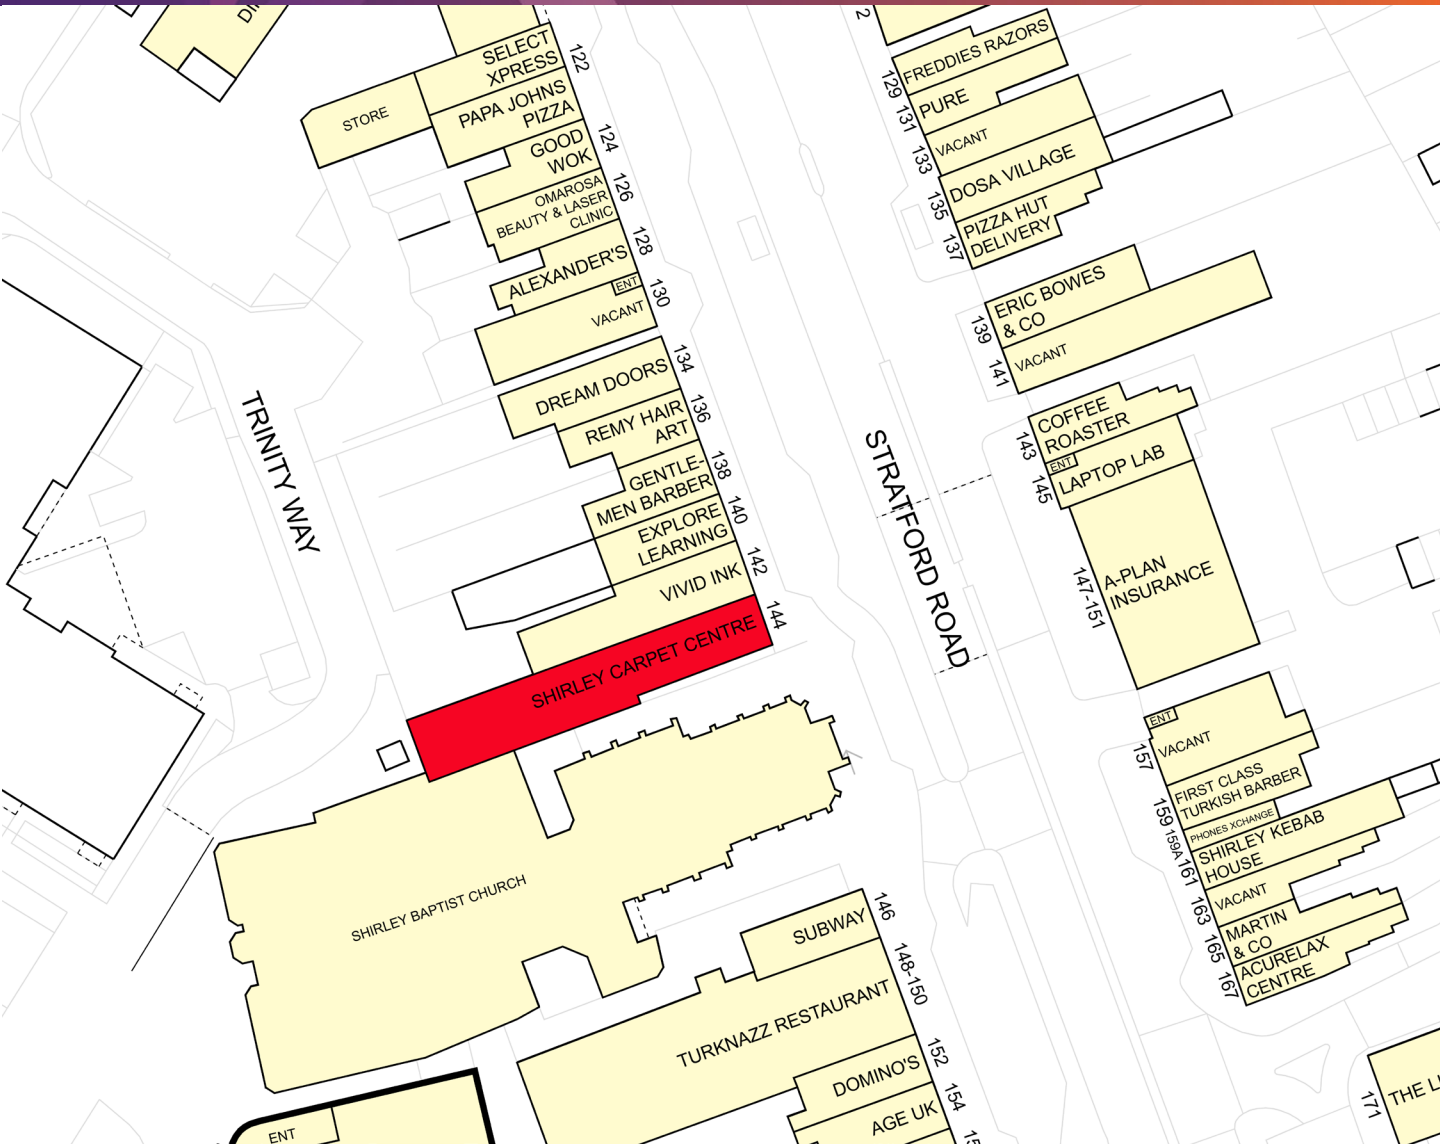 SELECT
XPRESS
122
STORE
PAPA JOHNS
PIZZA
GOOD
WOK
124
OMAROSA
BEAUTY & LASER
CLINIC
126
ALEXANDER'S
128
ENT
VACANT
130
DREAM DOORS
134
REMY HAIR
ART
136
GENTLE-
MEN BARBER
138
EXPLORE
LEARNING
140
VIVID INK
142
SHIRLEY CARPET CENTRE
144
TRINITY WAY
STRATFORD ROAD
SHIRLEY BAPTIST CHURCH
SUBWAY
146
TURKNAZZ RESTAURANT
148-150
DOMINO'S
152
AGE UK
154
ENT
FREDDIES RAZORS
129
PURE
131
VACANT
133
DOSA VILLAGE
135
PIZZA HUT
DELIVERY
137
ERIC BOWES
& CO
139
VACANT
141
COFFEE
ROASTER
143
ENT
LAPTOP LAB
145
A-PLAN
INSURANCE
147-151
ENT
VACANT
157
FIRST CLASS
TURKISH BARBER
159
PHONES XCHANGE
159A
SHIRLEY KEBAB
HOUSE
161
VACANT
163
MARTIN
& CO
165
ACURELAX
CENTRE
167
171